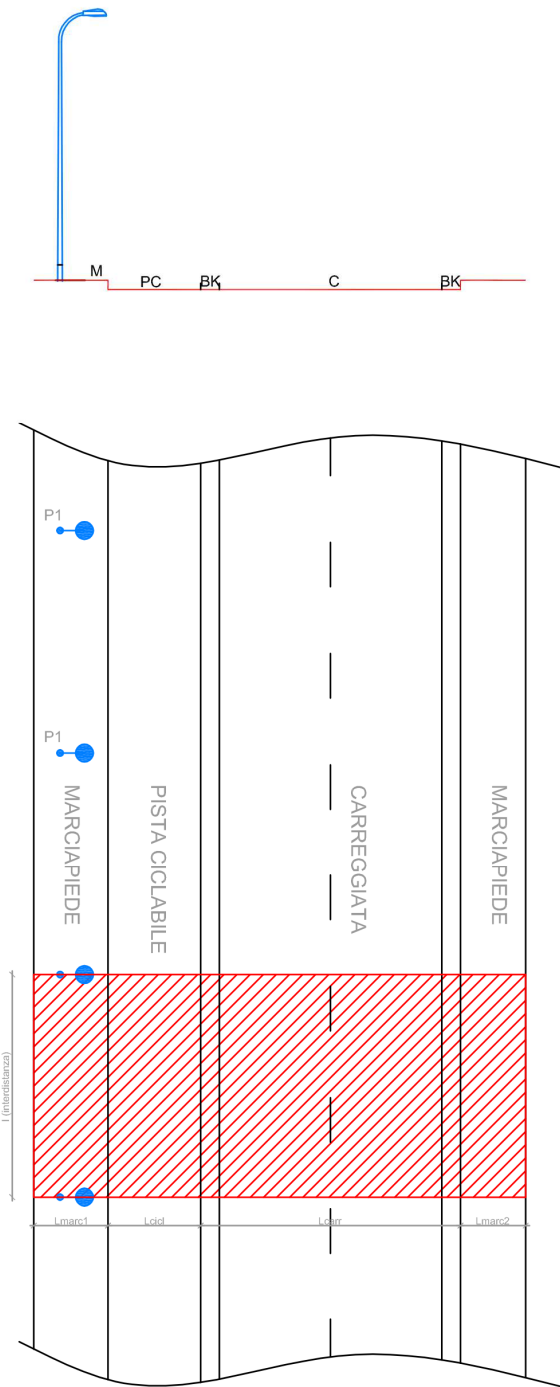 M
PC
BK
C
BK
P1
P1
MARCIAPIEDE
PISTA CICLABILE
CARREGGIATA
MARCIAPIEDE
I (interdistanza)
Lmarc1
Lcicl
Lcarr
Lmarc2